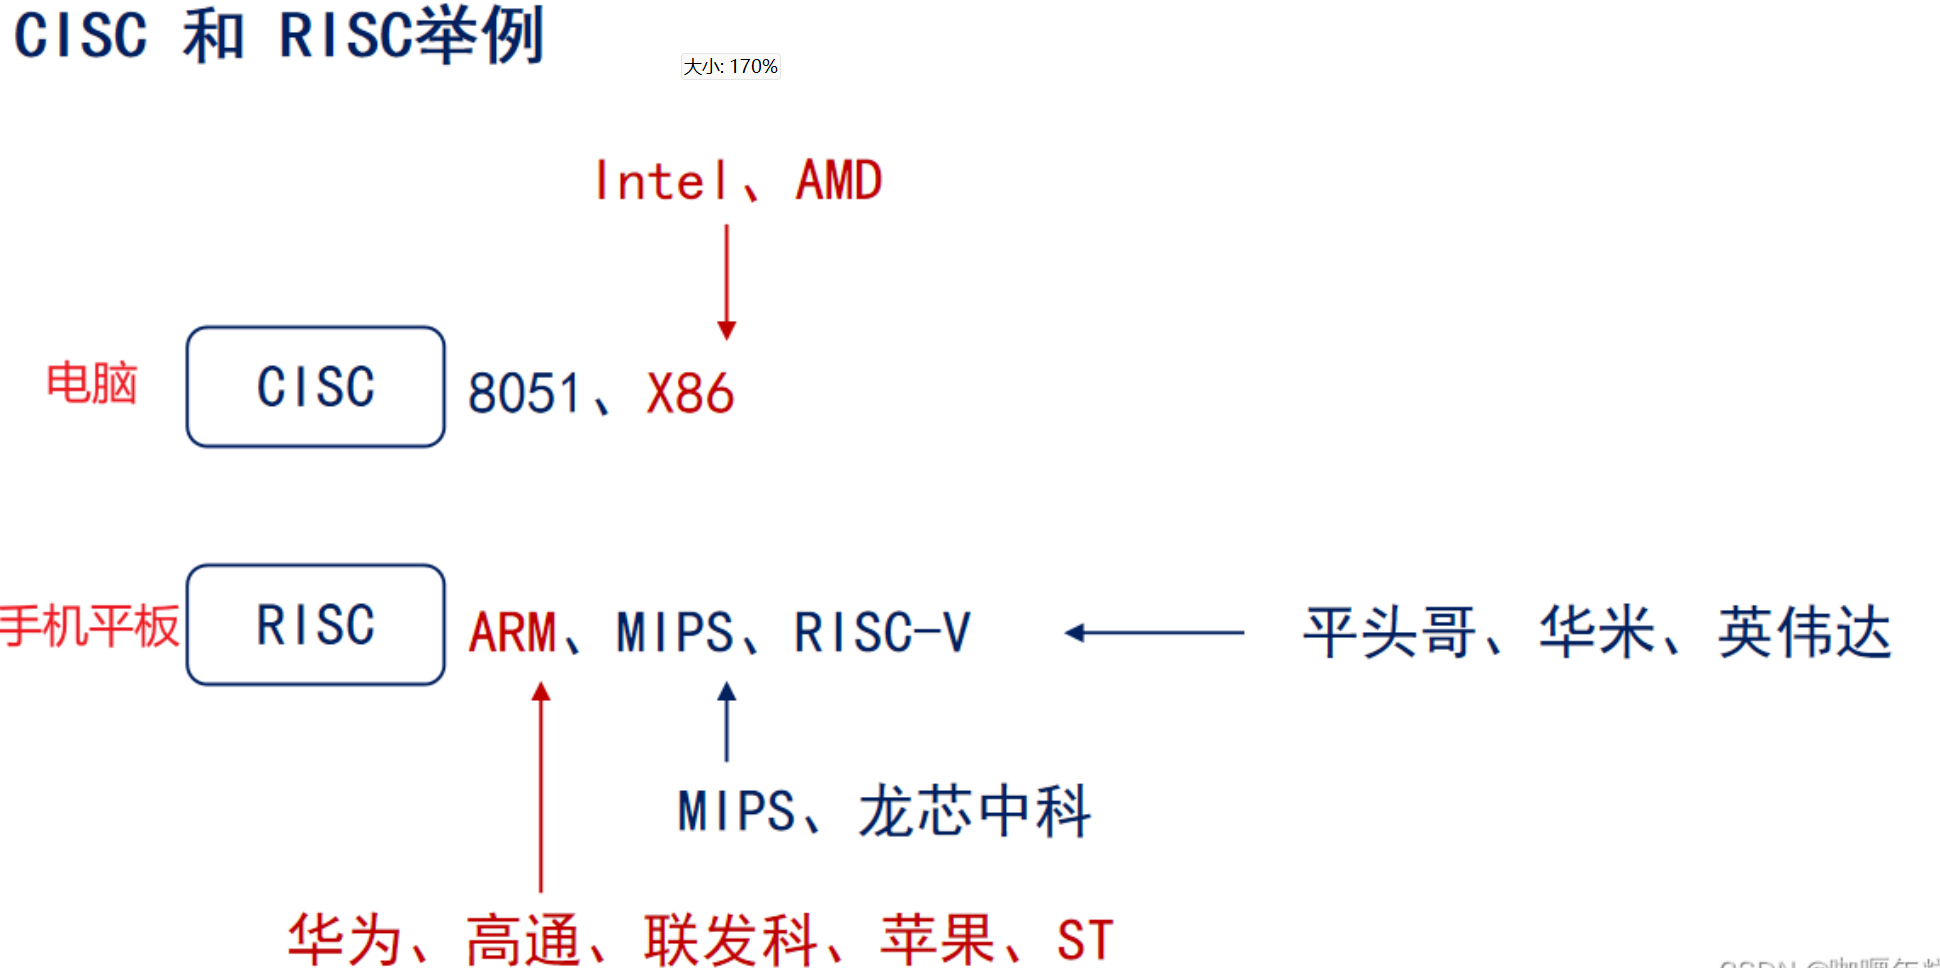 CISC 和 RISC举例
大小: 170%
Intel、AMD
电脑 CISC 8051、X86
手机平板 RISC ARM、MIPS、RISC-V 平头哥、华米、英伟达
MIPS、龙芯中科
华为、高通、联发科、苹果、ST